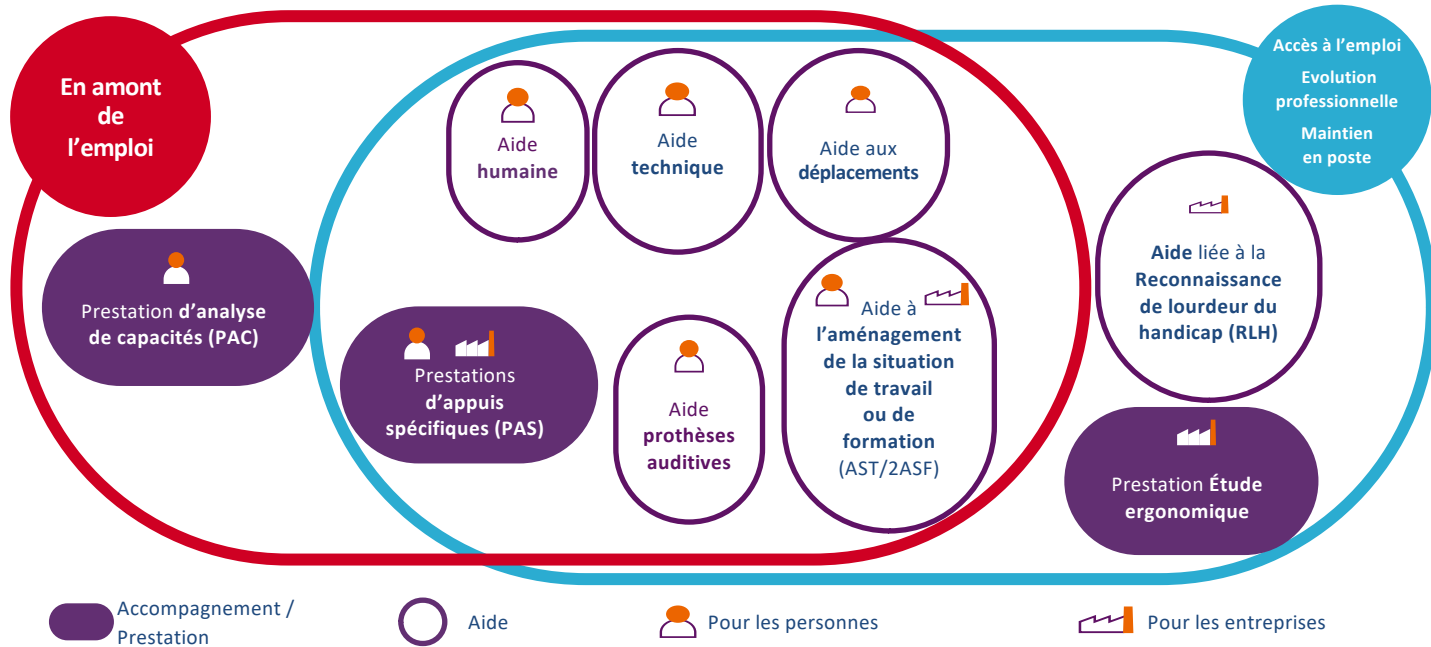 En amont
de
l'emploi
Accès à l'emploi
Evolution
professionnelle
Maintien
en poste
Aide
humaine
Aide
technique
Aide aux
déplacements
Prestation d'analyse
de capacités (PAC)
Prestations
d'appuis
spécifiques (PAS)
Aide
prothèses
auditives
Aide à
l'aménagement
de la situation
de travail
ou de
formation
(AST/2ASF)
Aide liée à la
Reconnaissance
de lourdeur du
handicap (RLH)
Prestation Étude
ergonomique
Accompagnement /
Prestation
Aide
Pour les personnes
Pour les entreprises